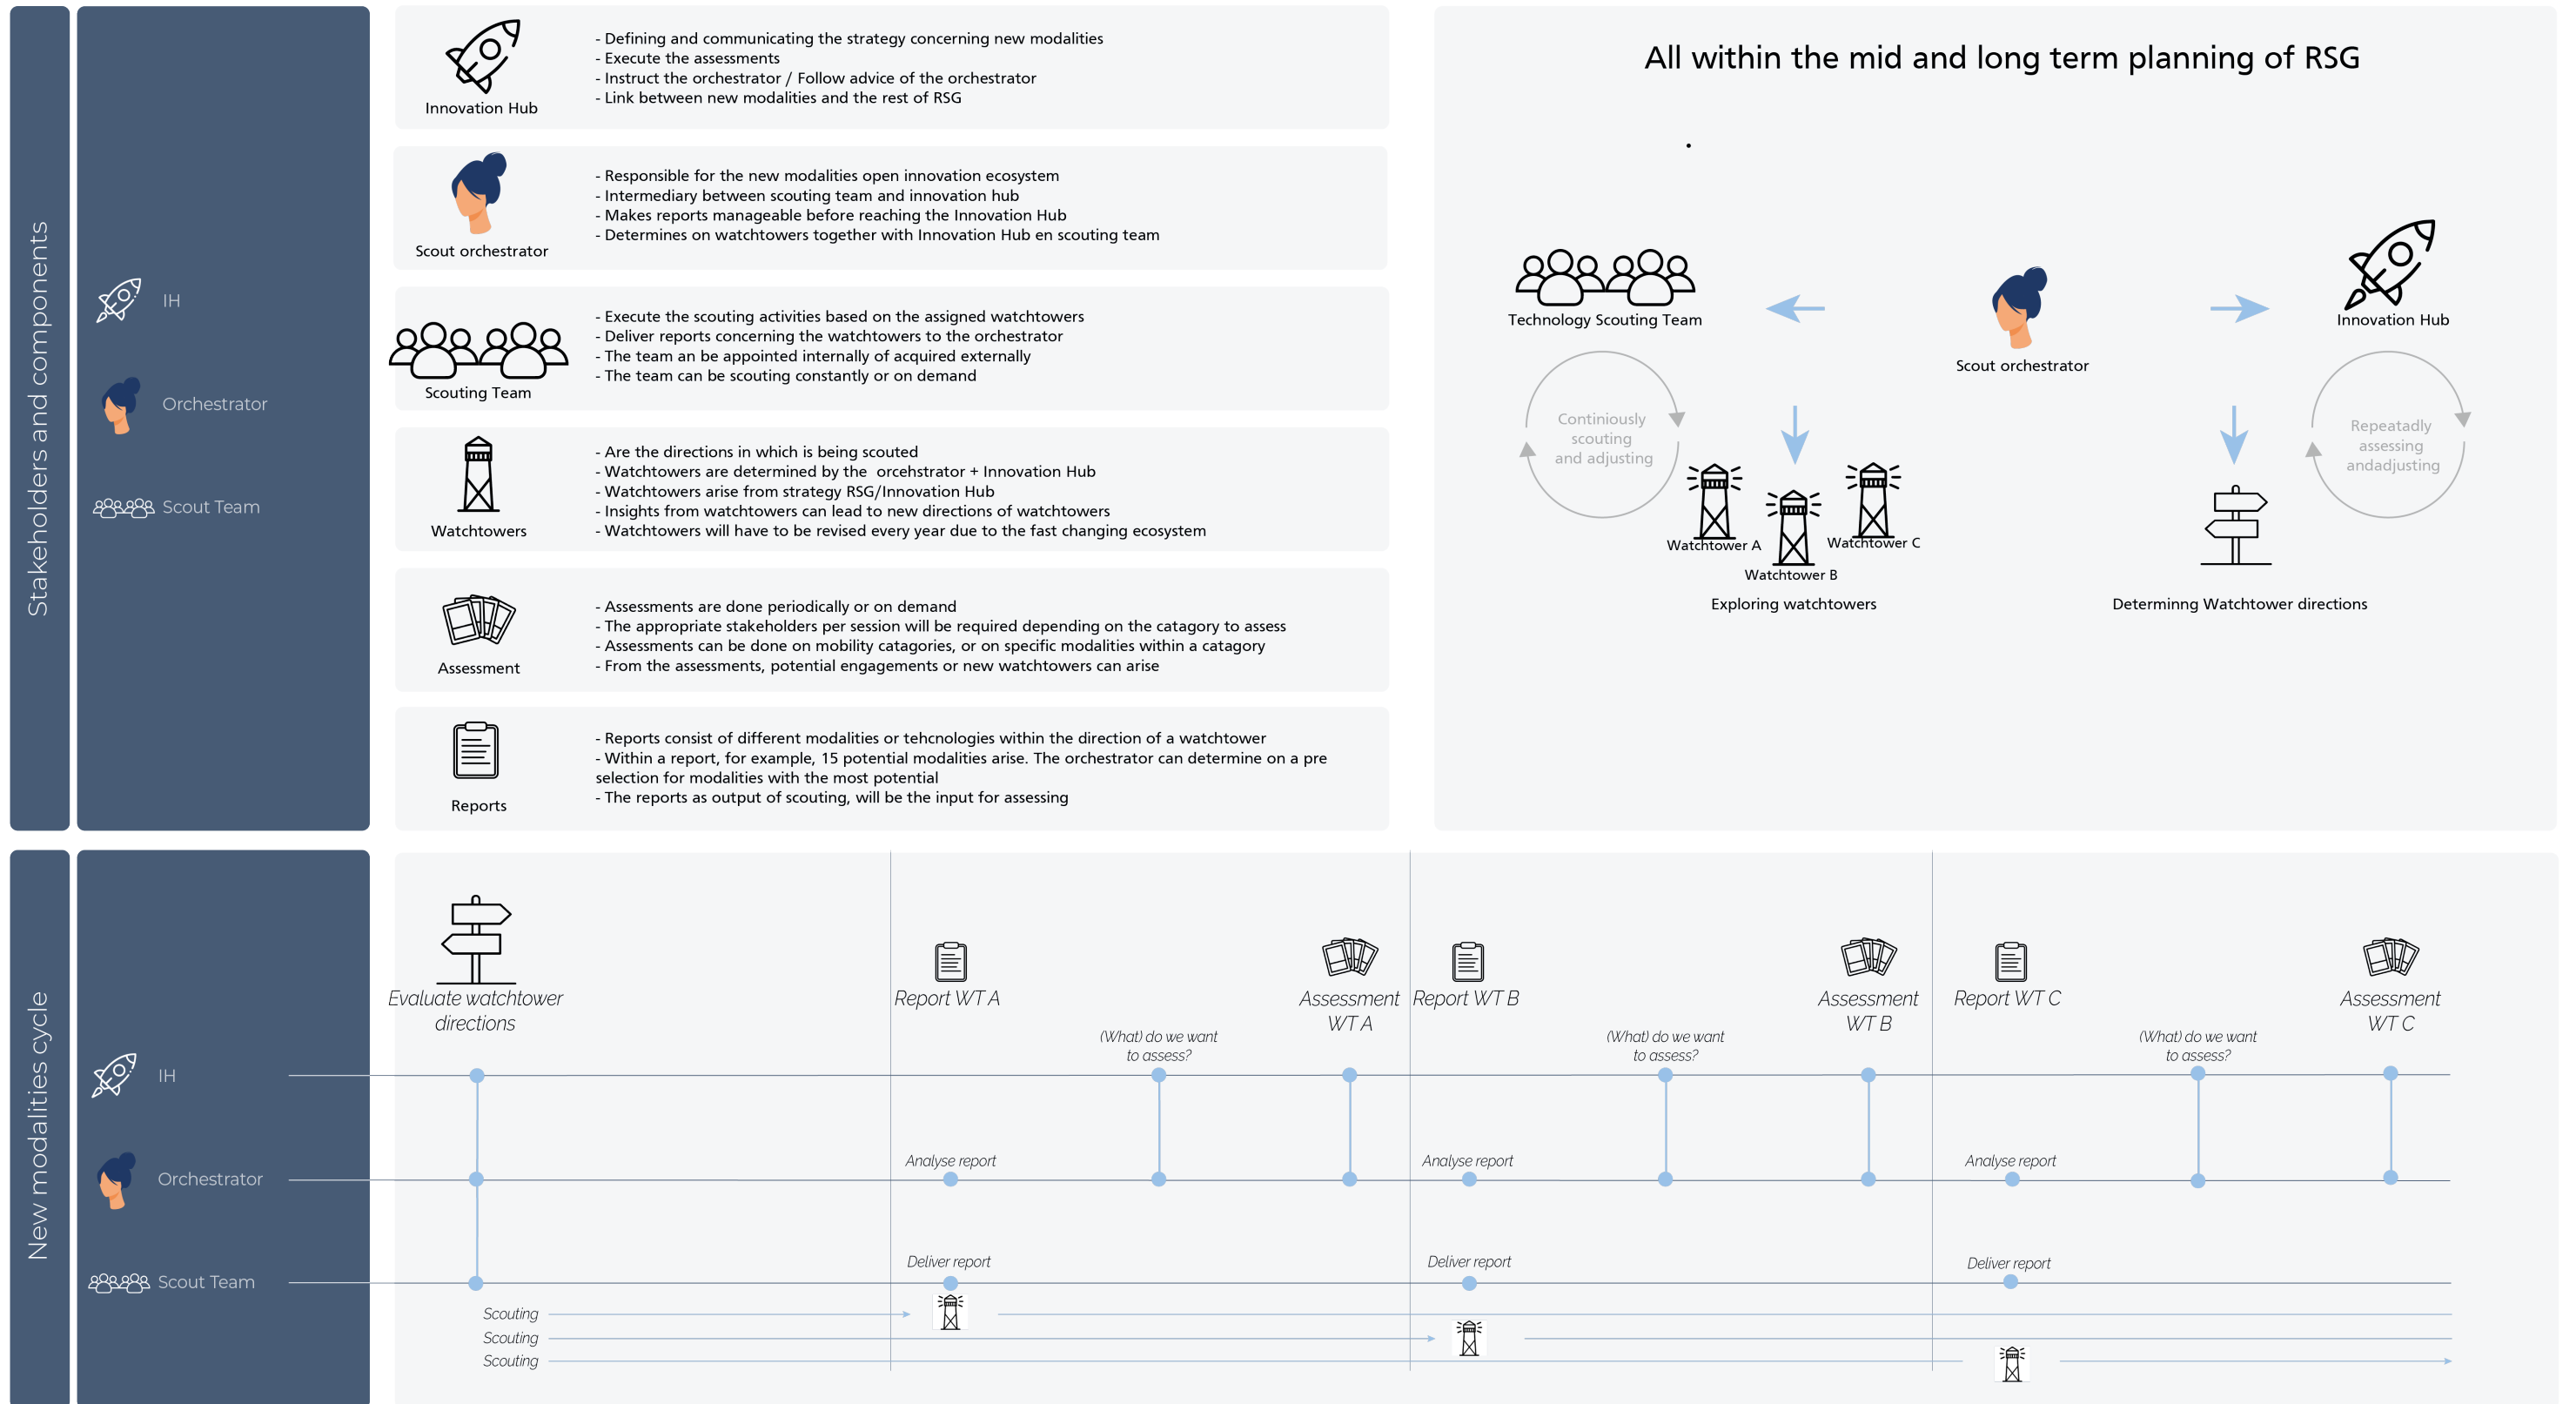 Stakeholders and components
IH
Orchestrator
Scout Team
Innovation Hub
- Defining and communicating the strategy concerning new modalities
- Execute the assessments
- Instruct the orchestrator / Follow advice of the orchestrator
- Link between new modalities and the rest of RSG
Scout orchestrator
- Responsible for the new modalities open innovation ecosystem
- Intermediary between scouting team and innovation hub
- Makes reports manageable before reaching the Innovation Hub
- Determines on watchtowers together with Innovation Hub en scouting team
Scouting Team
- Execute the scouting activities based on the assigned watchtowers
- Deliver reports concerning the watchtowers to the orchestrator
- The team an be appointed internally of acquired externally
- The team can be scouting constantly or on demand
Watchtowers
- Are the directions in which is being scouted
- Watchtowers are determined by the  orcehstrator + Innovation Hub
- Watchtowers arise from strategy RSG/Innovation Hub
- Insights from watchtowers can lead to new directions of watchtowers
- Watchtowers will have to be revised every year due to the fast changing ecosystem
Assessment
- Assessments are done periodically or on demand
- The appropriate stakeholders per session will be required depending on the catagory to assess
- Assessments can be done on mobility catagories, or on specific modalities within a catagory
- From the assessments, potential engagements or new watchtowers can arise
Reports
- Reports consist of different modalities or tehcnologies within the direction of a watchtower
- Within a report, for example, 15 potential modalities arise. The orchestrator can determine on a pre
selection for modalities with the most potential
- The reports as output of scouting, will be the input for assessing
All within the mid and long term planning of RSG
Technology Scouting Team
Scout orchestrator
Innovation Hub
Continiously
scouting
and adjusting
Repeatadly
assessing
andadjusting
Watchtower A
Watchtower B
Watchtower C
Exploring watchtowers
Determinng Watchtower directions
New modalities cycle
IH
Orchestrator
Scout Team
Evaluate watchtower
directions
Report WT A
(What) do we want
to assess?
Assessment
WT A
Report WT B
(What) do we want
to assess?
Assessment
WT B
Report WT C
(What) do we want
to assess?
Assessment
WT C
Analyse report
Analyse report
Analyse report
Deliver report
Deliver report
Deliver report
Scouting
Scouting
Scouting